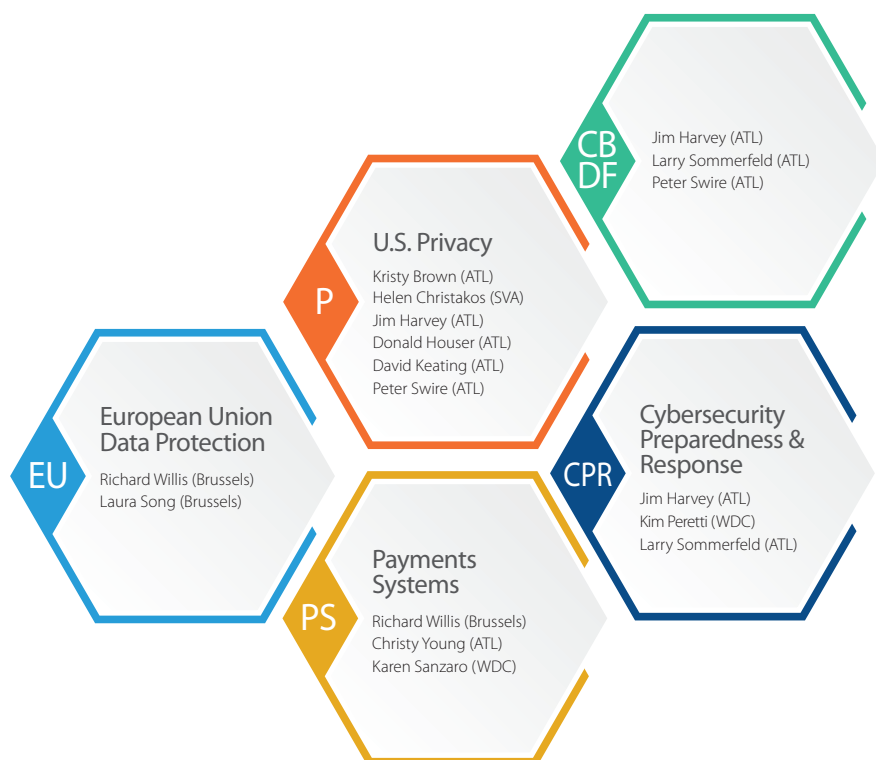 CB
DF
Jim Harvey (ATL)
Larry Sommerfeld (ATL)
Peter Swire (ATL)
P
U.S. Privacy
Kristy Brown (ATL)
Helen Christakos (SVA)
Jim Harvey (ATL)
Donald Houser (ATL)
David Keating (ATL)
Peter Swire (ATL)
EU
European Union
Data Protection
Richard Willis (Brussels)
Laura Song (Brussels)
CPR
Cybersecurity
Preparedness &
Response
Jim Harvey (ATL)
Kim Peretti (WDC)
Larry Sommerfeld (ATL)
PS
Payments
Systems
Richard Willis (Brussels)
Christy Young (ATL)
Karen Sanzaro (WDC)